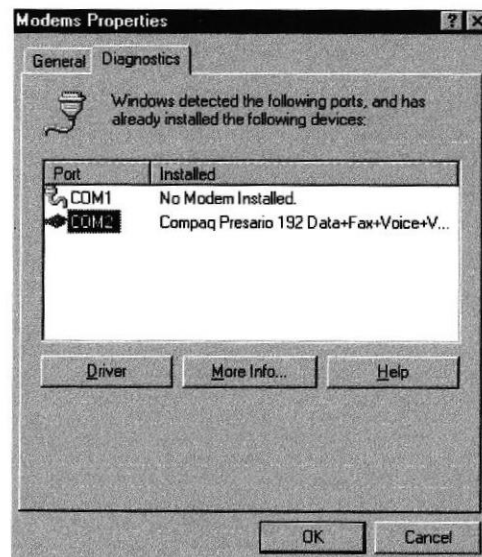 Modems Properties
General Diagnostics
Windows detected the following ports, and has
already installed the following devices:
Port Installed
COM1 No Modem Installed.
COM2 Compaq Presario 192 Data+Fax+Voice+V...
Driver More Info... Help
OK Cancel